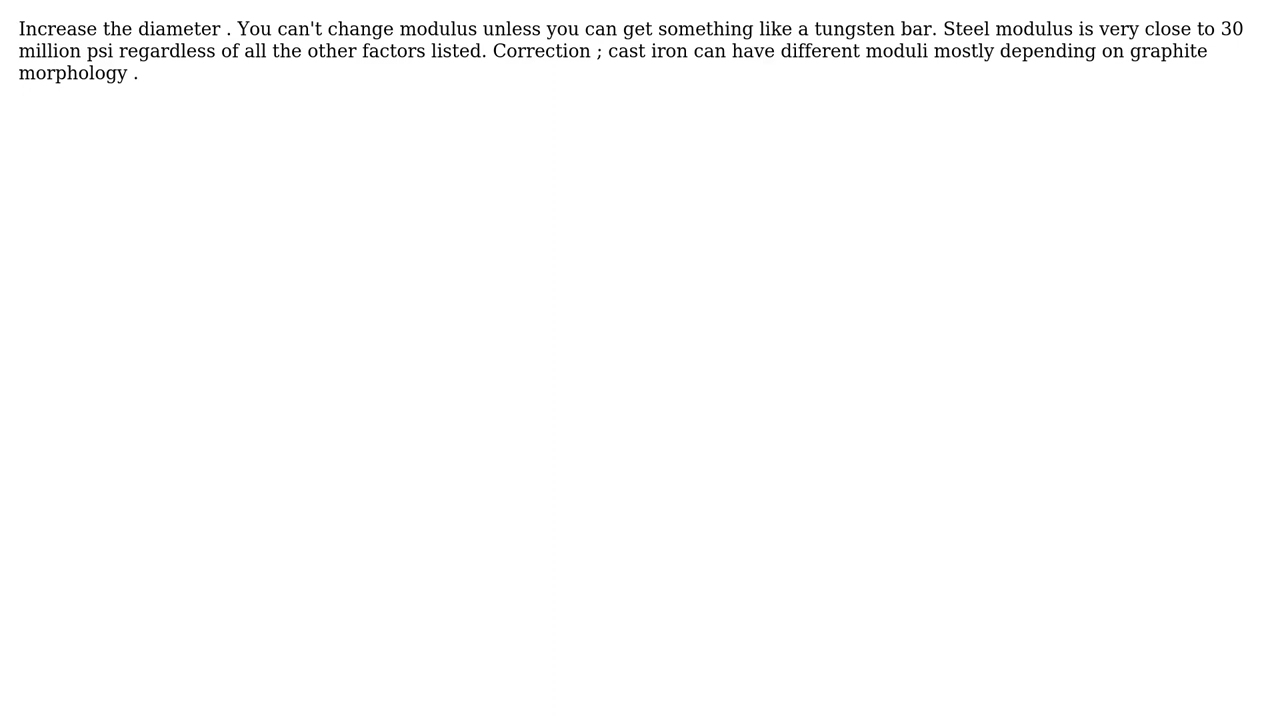 Increase the diameter . You can't change modulus unless you can get something like a tungsten bar. Steel modulus is very close to 30
million psi regardless of all the other factors listed. Correction ; cast iron can have different moduli mostly depending on graphite
morphology .